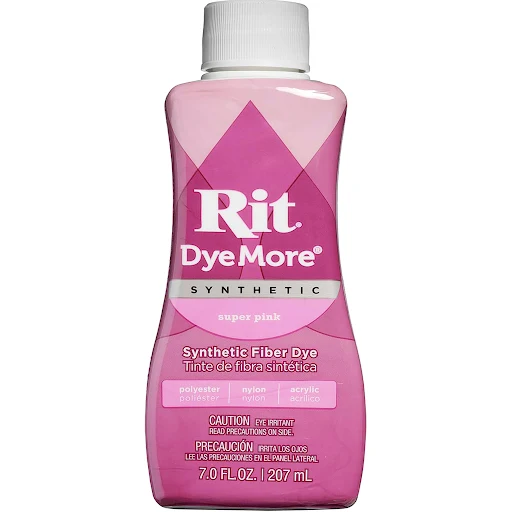 Rit®
DyeMore®
SYNTHETIC
super pink
Synthetic Fiber Dye
Tinte de fibra sintética
polyester nylon acrylic
poliéster nylon acrílico
CAUTION EYE IRRITANT
READ PRECAUTIONS ON SIDE.
PRECAUCIÓN IRRITA LOS OJOS
LEE LAS PRECAUCIONES EN EL PANEL LATERAL
7.0 FL OZ. | 207 mL